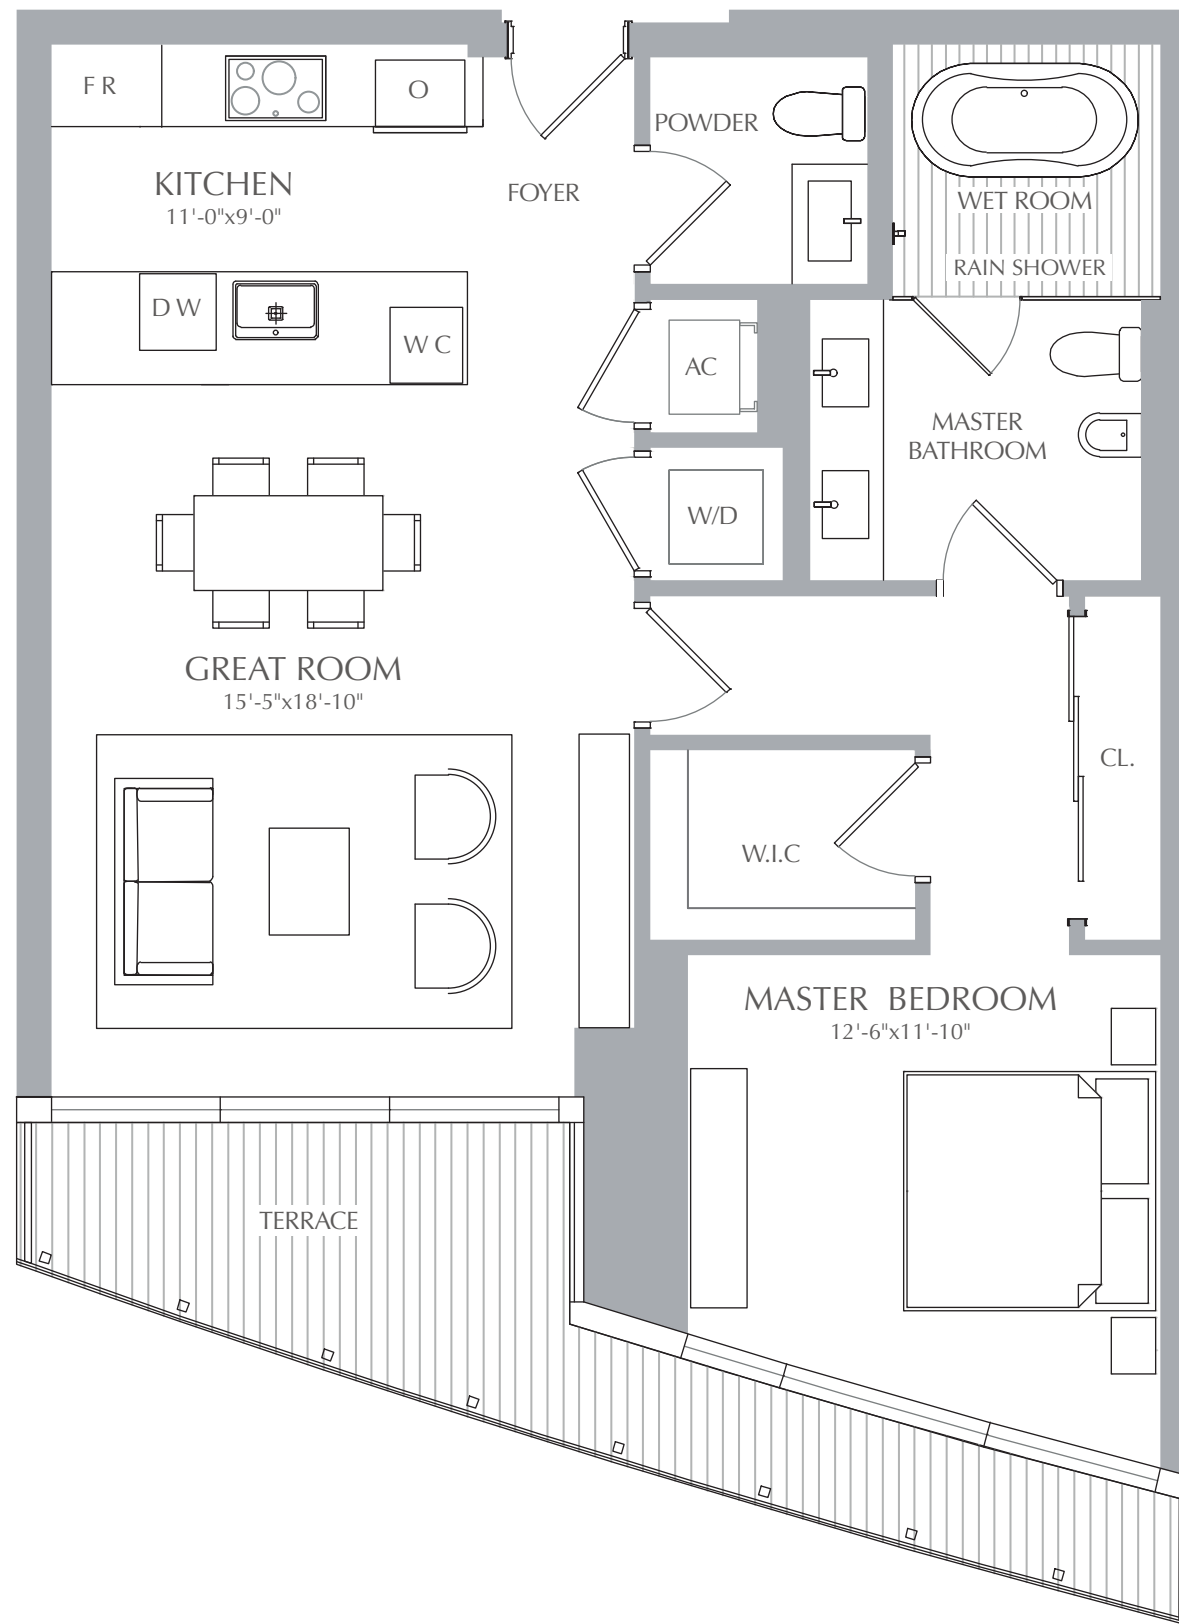 F R
O
POWDER
KITCHEN
11'-0"x9'-0"
FOYER
WET ROOM
RAIN SHOWER
D W
W C
AC
MASTER
BATHROOM
W/D
GREAT ROOM
15'-5"x18'-10"
CL.
W.I.C
MASTER BEDROOM
12'-6"x11'-10"
TERRACE